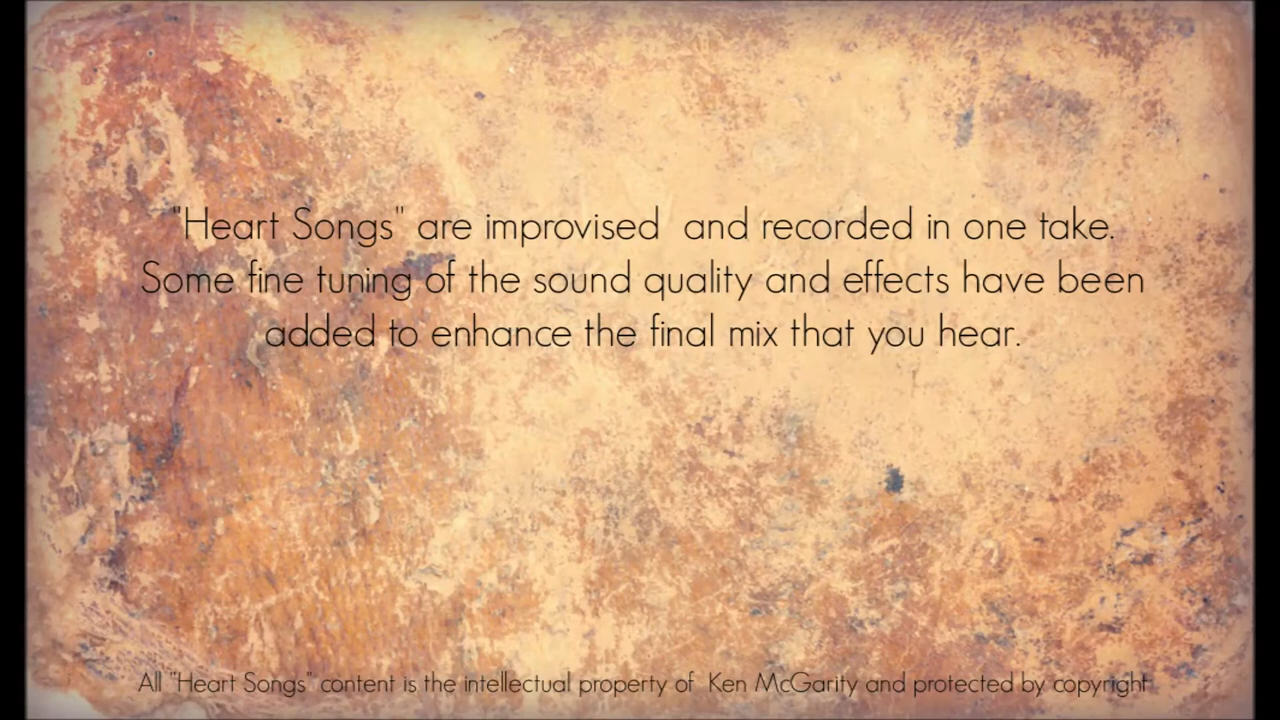 "Heart Songs" are improvised  and recorded in one take.
Some fine tuning of the sound quality and effects have been
added to enhance the final mix that you hear.
All "Heart Songs" content is the intellectual property of  Ken McGarity and protected by copyright